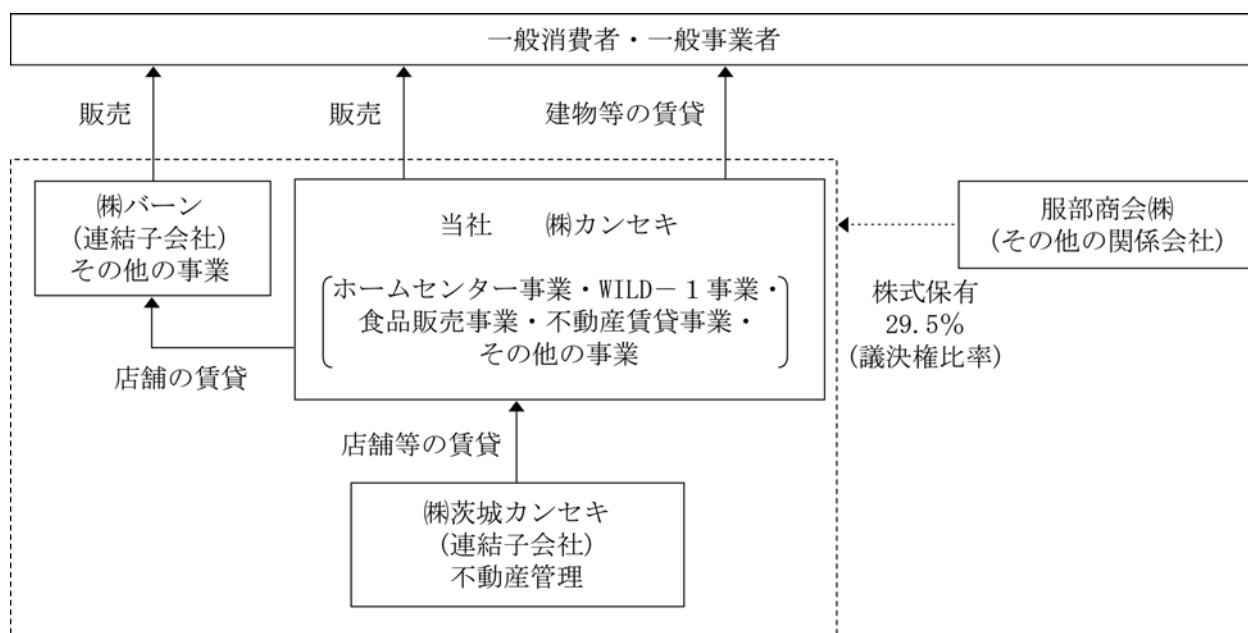 一般消費者・一般事業者
販売
販売
建物等の賃貸
㈱バーン
(連結子会社)
その他の事業
当社　　㈱カンセキ
ホームセンター事業・WILD－１事業・
食品販売事業・不動産賃貸事業・
その他の事業
服部商会㈱
(その他の関係会社)
株式保有
29.5%
(議決権比率)
店舗の賃貸
店舗等の賃貸
㈱茨城カンセキ
(連結子会社)
不動産管理